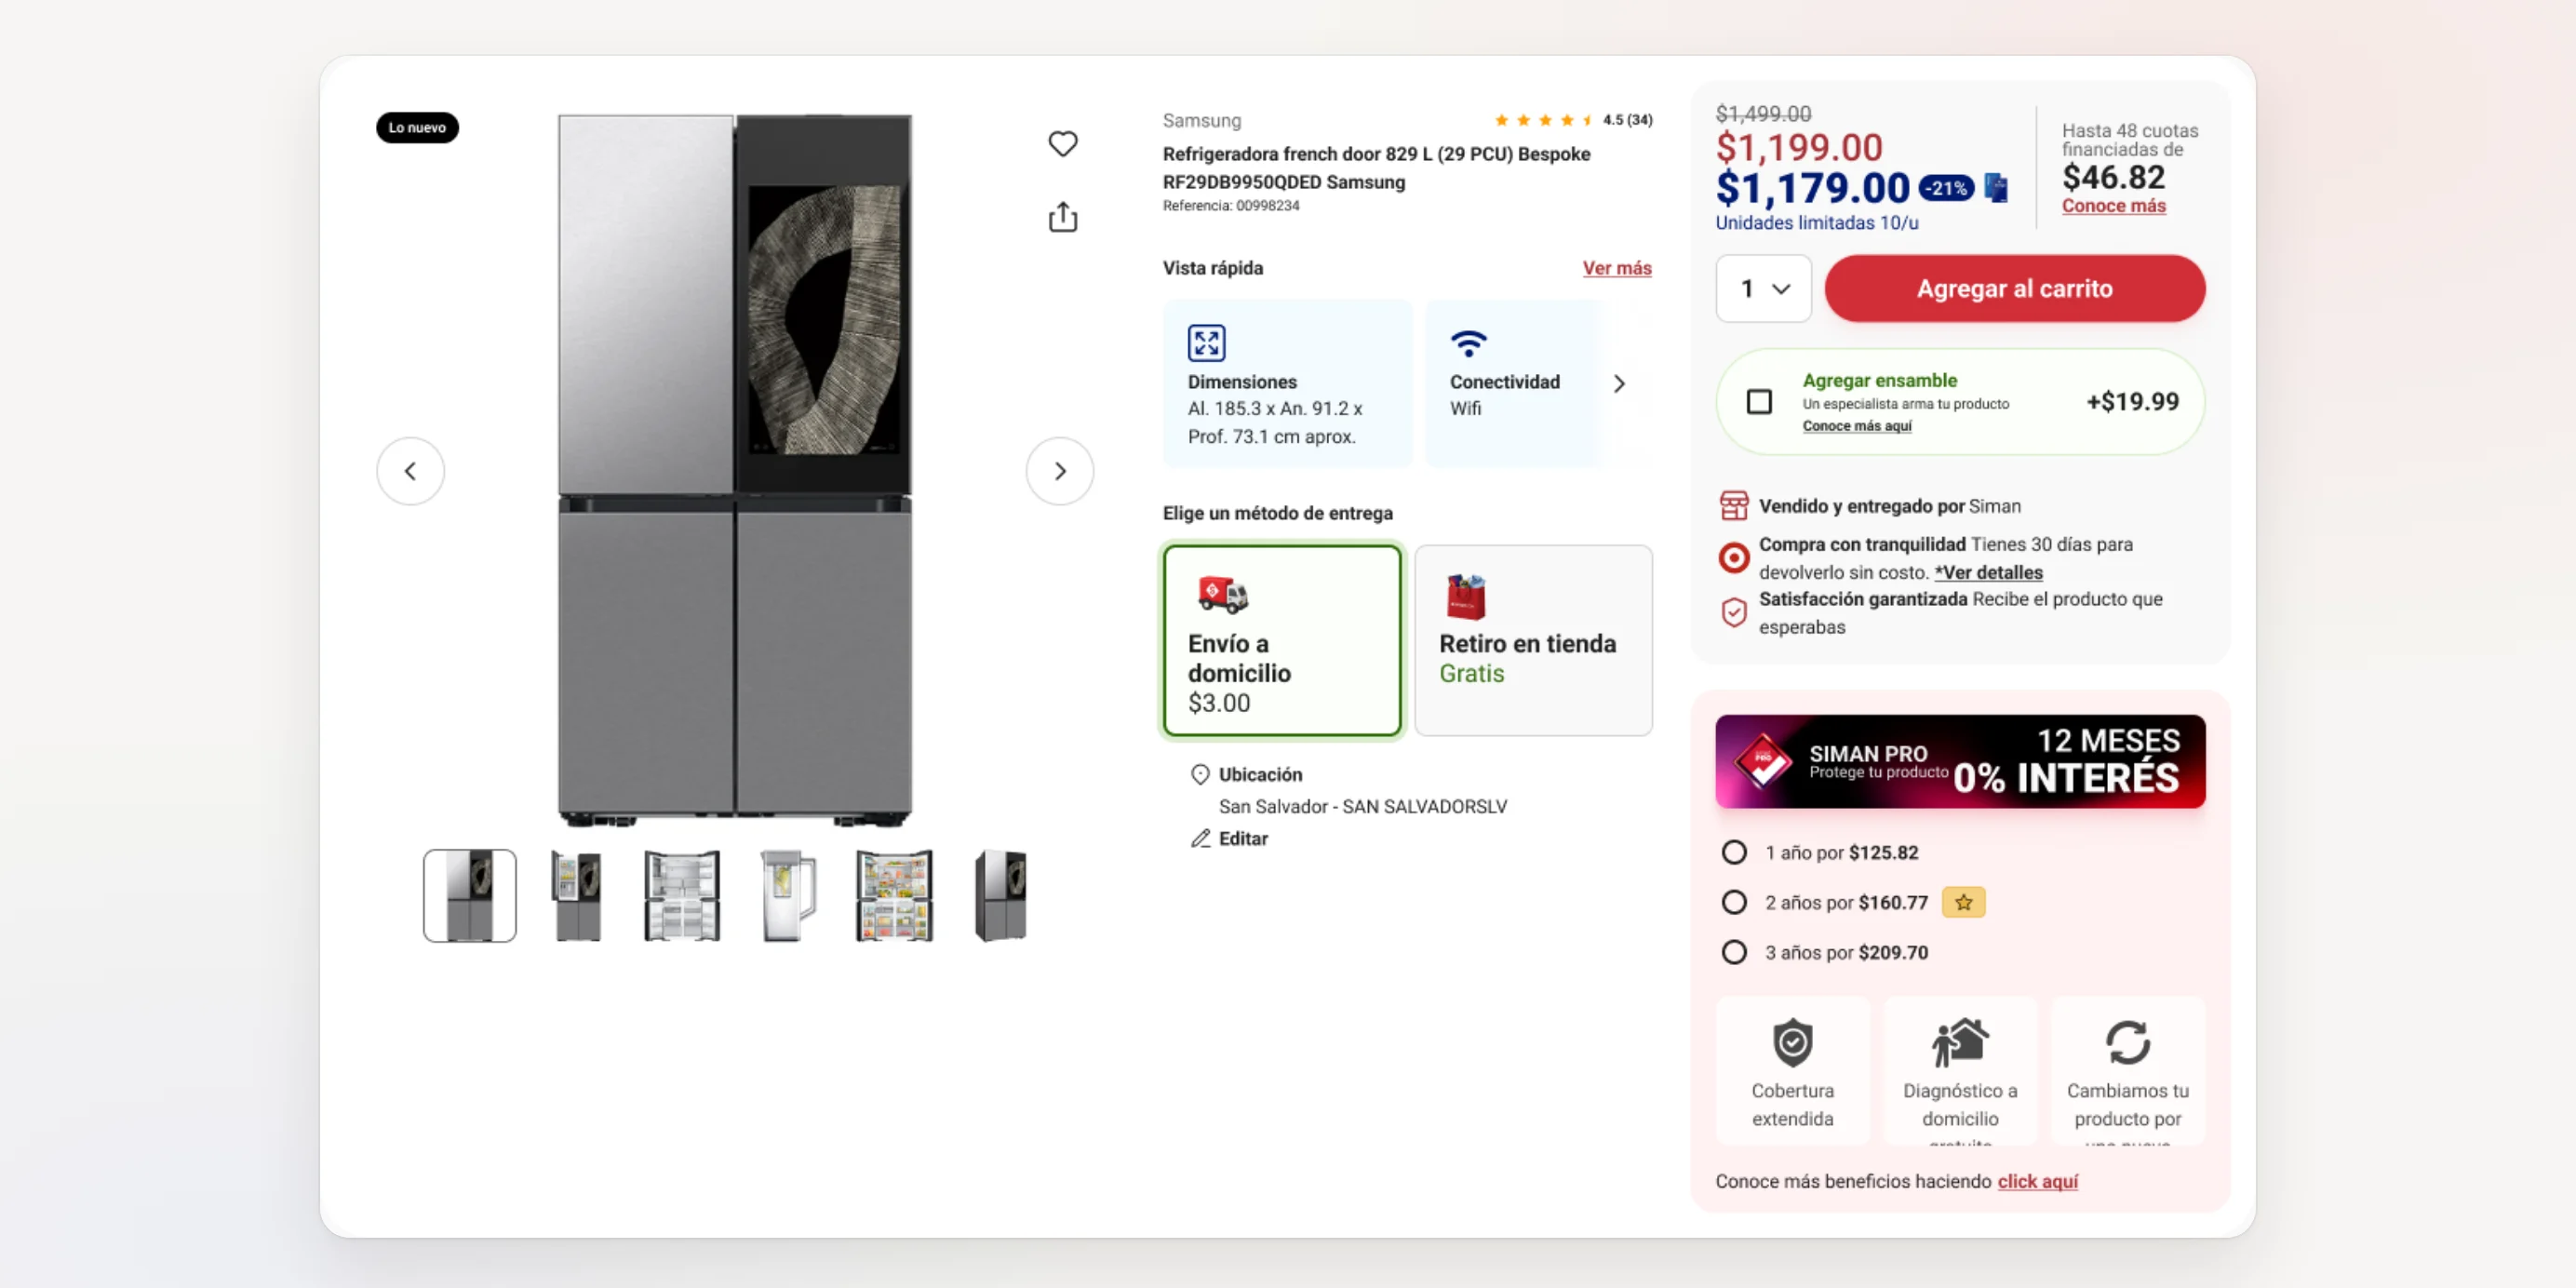 Lo nuevo
Samsung
4.5 (34)
Refrigeradora french door 829 L (29 PCU) Bespoke
RF29DB9950QDED Samsung
Referencia: 00998234
Vista rápida
Ver más
Dimensiones
Al. 185.3 x An. 91.2 x
Prof. 73.1 cm aprox.
Conectividad
Wifi
Elige un método de entrega
Envío a
domicilio
$3.00
Retiro en tienda
Gratis
Ubicación
San Salvador - SAN SALVADORSLV
Editar
$1,499.00
$1,199.00
$1,179.00 -21%
Unidades limitadas 10/u
Hasta 48 cuotas
financiadas de
$46.82
Conoce más
1
Agregar al carrito
Agregar ensamble
Un especialista arma tu producto
Conoce más aquí
+$19.99
Vendido y entregado por Siman
Compra con tranquilidad Tienes 30 días para
devolverlo sin costo. *Ver detalles
Satisfacción garantizada Recibe el producto que
esperabas
PRO
SIMAN PRO
Protege tu producto
12 MESES
0% INTERÉS
1 año por $125.82
2 años por $160.77
3 años por $209.70
Cobertura
extendida
Diagnóstico a
domicilio
Cambiamos tu
producto por
Conoce más beneficios haciendo click aquí